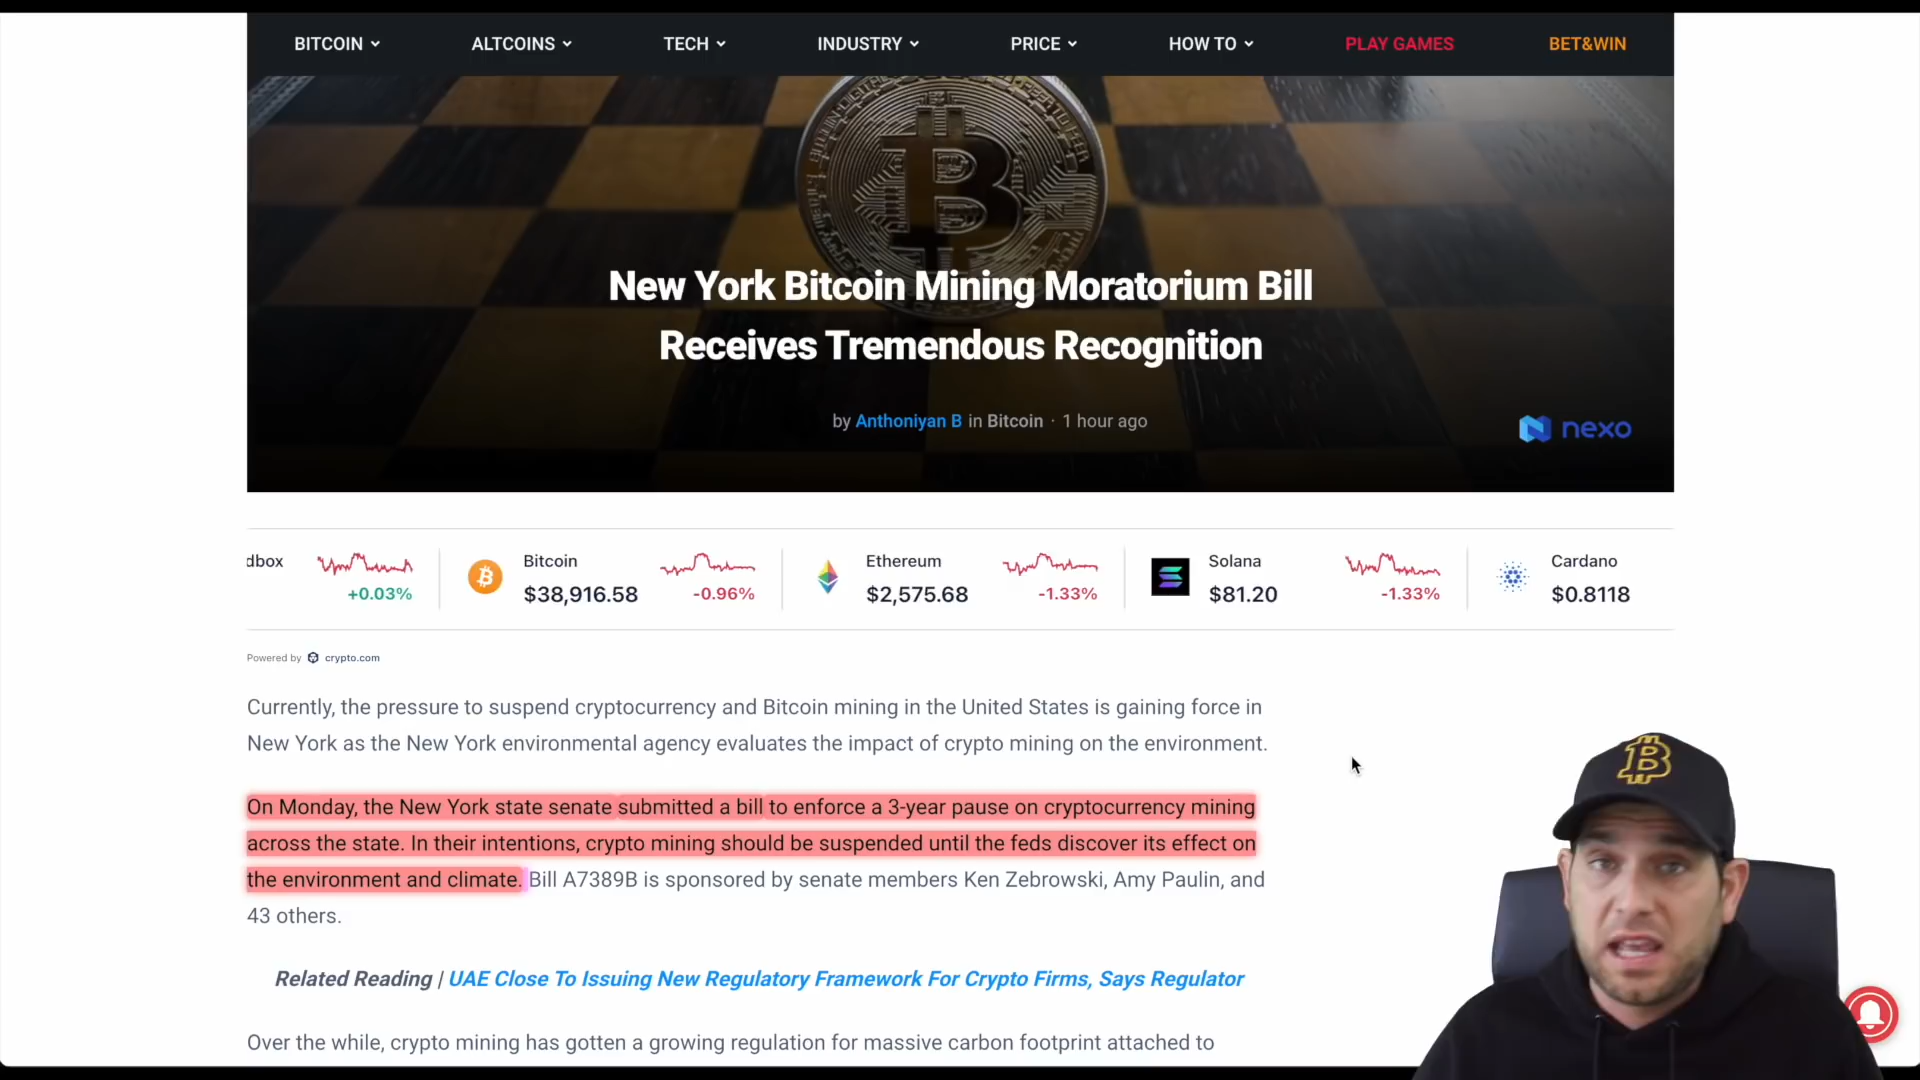 BITCOIN ALTCOINS TECH INDUSTRY PRICE HOW TO PLAY GAMES BET&WIN
New York Bitcoin Mining Moratorium Bill
Receives Tremendous Recognition
by Anthoniyan B in Bitcoin · 1 hour ago
nexo
dbox +0.03%
Bitcoin $38,916.58 -0.96%
Ethereum $2,575.68 -1.33%
Solana $81.20 -1.33%
Cardano $0.8118
Powered by crypto.com
Currently, the pressure to suspend cryptocurrency and Bitcoin mining in the United States is gaining force in
New York as the New York environmental agency evaluates the impact of crypto mining on the environment.
On Monday, the New York state senate submitted a bill to enforce a 3-year pause on cryptocurrency mining
across the state. In their intentions, crypto mining should be suspended until the feds discover its effect on
the environment and climate. Bill A7389B is sponsored by senate members Ken Zebrowski, Amy Paulin, and
43 others.
Related Reading | UAE Close To Issuing New Regulatory Framework For Crypto Firms, Says Regulator
Over the while, crypto mining has gotten a growing regulation for massive carbon footprint attached to